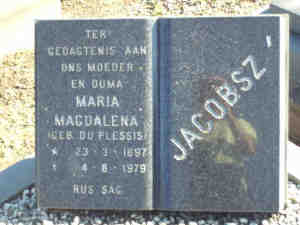 TER
GEDAGTENIS AAN
ONS MOEDER
EN OUMA
MARIA
MAGDALENA
(GEB. DU PLESSIS)
* 23-3-1897
† 4-6-1979
RUS SAG
JACOBSZ